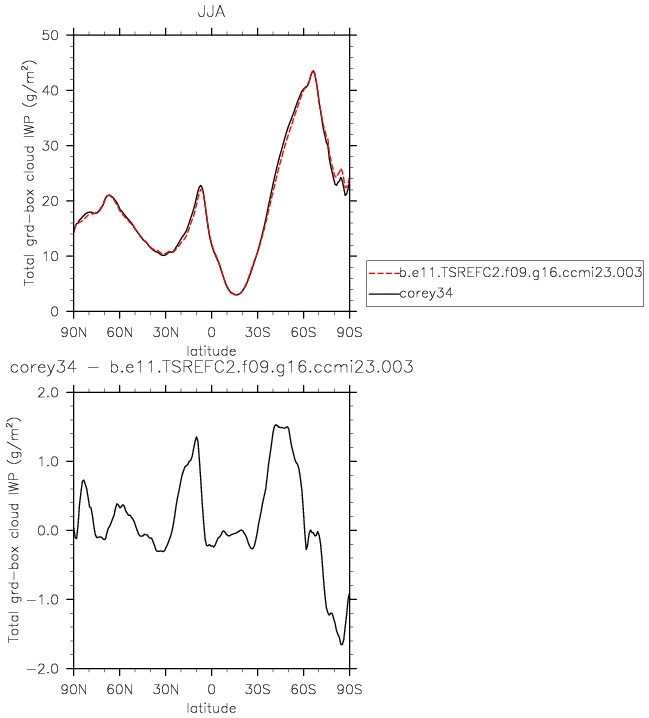 JJA
Total grd-box cloud IWP (g/m²)
50
40
30
20
10
0
90N 60N 30N 0 30S 60S 90S
latitude
b.e11.TSREFC2.f09.g16.ccmi23.003
corey34
corey34 - b.e11.TSREFC2.f09.g16.ccmi23.003
Total grd-box cloud IWP (g/m²)
2.0
1.0
0.0
-1.0
-2.0
90N 60N 30N 0 30S 60S 90S
latitude